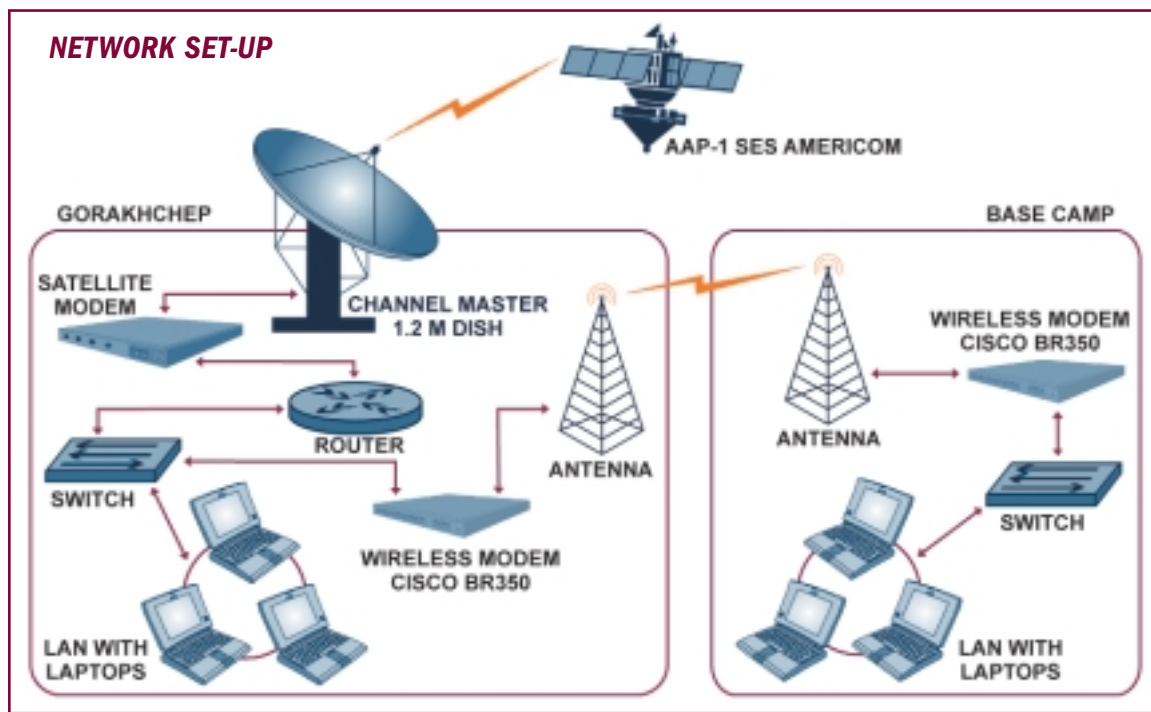 NETWORK SET-UP
AAP-1 SES AMERICOM
GORAKHCHEP
BASE CAMP
SATELLITE
MODEM
CHANNEL MASTER
1.2 M DISH
WIRELESS MODEM
CISCO BR350
ROUTER
ANTENNA
ANTENNA
SWITCH
SWITCH
WIRELESS MODEM
CISCO BR350
LAN WITH
LAPTOPS
LAN WITH
LAPTOPS